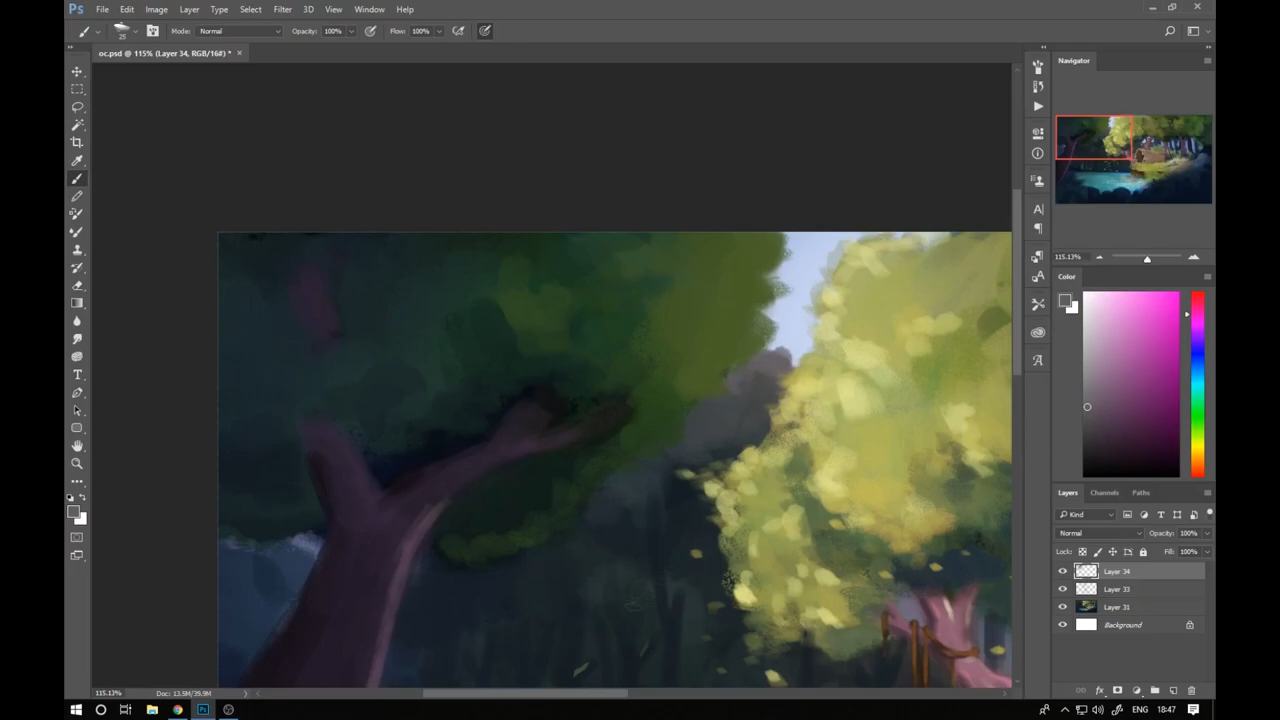 Ps File Edit Image Layer Type Select Filter 3D View Window Help
25 Mode: Normal Opacity: 100% Flow: 100%
oc.psd @ 115% (Layer 34, RGB/16#) * ×
Navigator
115.13%
Color
Layers Channels Paths
Kind
Normal Opacity: 100%
Lock: Fill: 100%
Layer 34
Layer 33
Layer 31
Background
115.13% Doc: 13.5M/39.9M
ENG 18:47